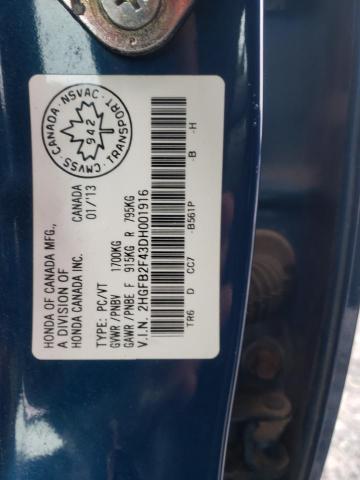 HONDA OF CANADA MFG.,
A DIVISION OF
HONDA CANADA INC.
CANADA
01/13
CANADA · NSVAC · TRANSPORT · CMVSS
942
TYPE: PC/VT
GVWR /PNBV 1700KG
GAWR /PNBE F 915KG R 795KG
V.I.N. 2HGFB2F43DH001916
TR6 D CC7 -B561P -B -H